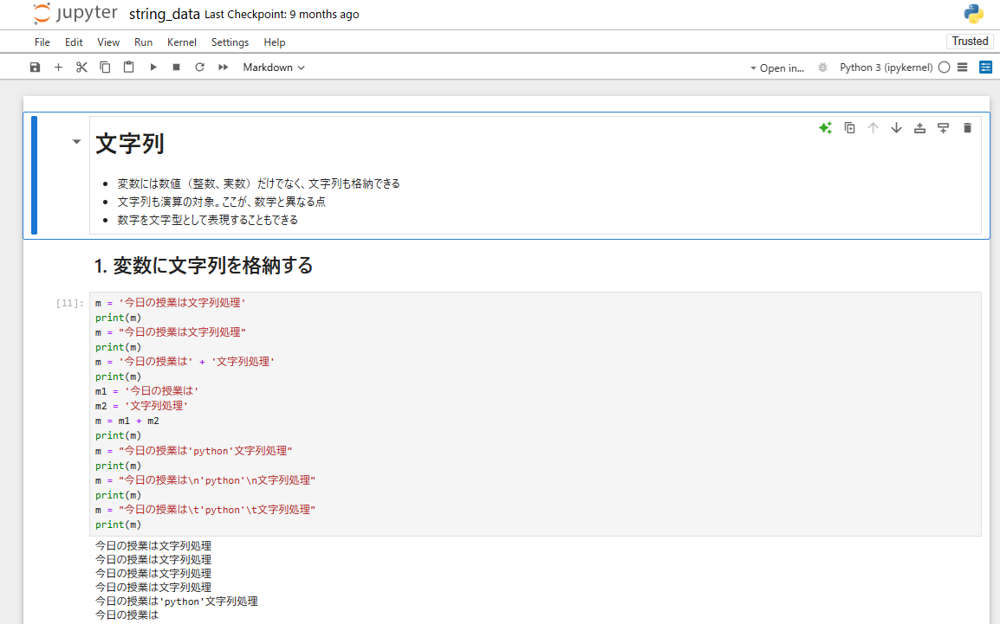 jupyter string_data Last Checkpoint: 9 months ago
File Edit View Run Kernel Settings Help Trusted
Markdown Open in... Python 3 (ipykernel)
文字列
• 変数には数値（整数、実数）だけでなく、文字列も格納できる
• 文字列も演算の対象。ここが、数学と異なる点
• 数字を文字型として表現することもできる
1. 変数に文字列を格納する
[11]: m = '今日の授業は文字列処理'
print(m)
m = "今日の授業は文字列処理"
print(m)
m = '今日の授業は' + '文字列処理'
print(m)
m1 = '今日の授業は'
m2 = '文字列処理'
m = m1 + m2
print(m)
m = "今日の授業は'python'文字列処理"
print(m)
m = "今日の授業は\n'python'\n文字列処理"
print(m)
m = "今日の授業は\t'python'\t文字列処理"
print(m)
今日の授業は文字列処理
今日の授業は文字列処理
今日の授業は文字列処理
今日の授業は文字列処理
今日の授業は'python'文字列処理
今日の授業は